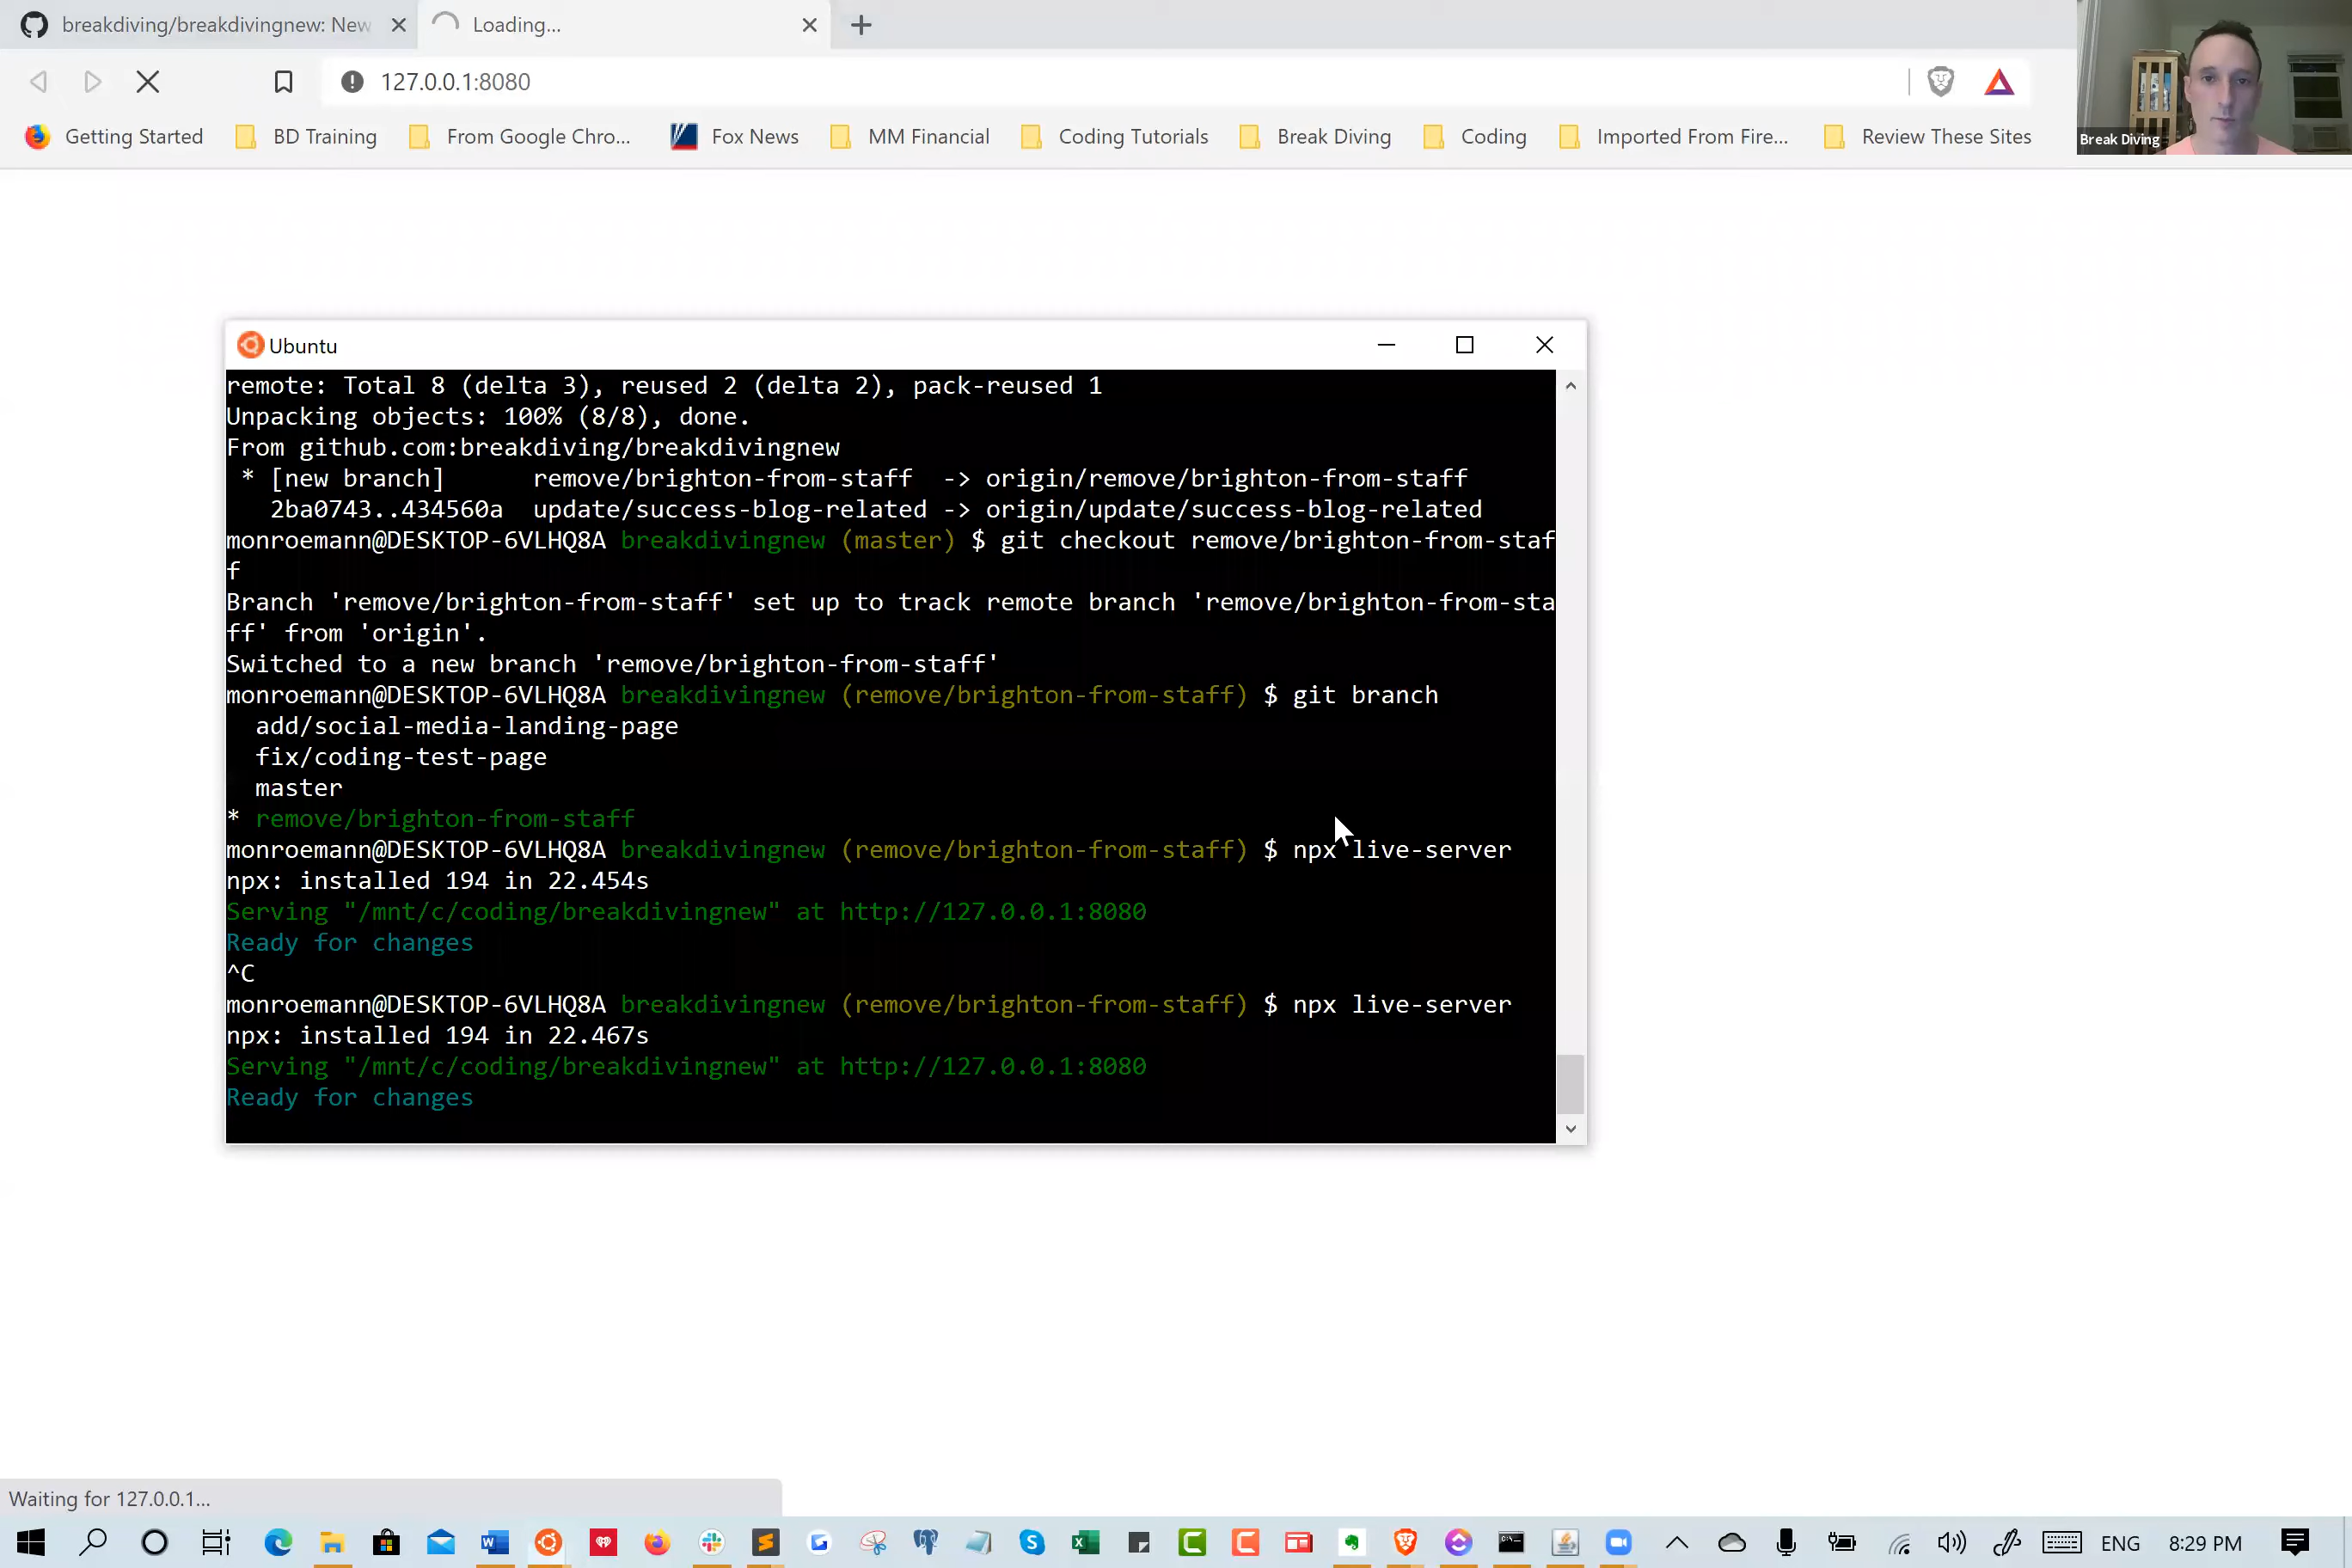 breakdiving/breakdivingnew: New
Loading...
127.0.0.1:8080
Getting Started
BD Training
From Google Chro...
Fox News
MM Financial
Coding Tutorials
Break Diving
Coding
Imported From Fire...
Review These Sites
Break Diving
Ubuntu
remote: Total 8 (delta 3), reused 2 (delta 2), pack-reused 1
Unpacking objects: 100% (8/8), done.
From github.com:breakdiving/breakdivingnew
* [new branch] remove/brighton-from-staff -> origin/remove/brighton-from-staff
2ba0743..434560a update/success-blog-related -> origin/update/success-blog-related
monroemann@DESKTOP-6VLHQ8A breakdivingnew (master) $ git checkout remove/brighton-from-staf
f
Branch 'remove/brighton-from-staff' set up to track remote branch 'remove/brighton-from-sta
ff' from 'origin'.
Switched to a new branch 'remove/brighton-from-staff'
monroemann@DESKTOP-6VLHQ8A breakdivingnew (remove/brighton-from-staff) $ git branch
add/social-media-landing-page
fix/coding-test-page
master
* remove/brighton-from-staff
monroemann@DESKTOP-6VLHQ8A breakdivingnew (remove/brighton-from-staff) $ npx live-server
npx: installed 194 in 22.454s
Serving "/mnt/c/coding/breakdivingnew" at http://127.0.0.1:8080
Ready for changes
^C
monroemann@DESKTOP-6VLHQ8A breakdivingnew (remove/brighton-from-staff) $ npx live-server
npx: installed 194 in 22.467s
Serving "/mnt/c/coding/breakdivingnew" at http://127.0.0.1:8080
Ready for changes
Waiting for 127.0.0.1...
ENG
8:29 PM